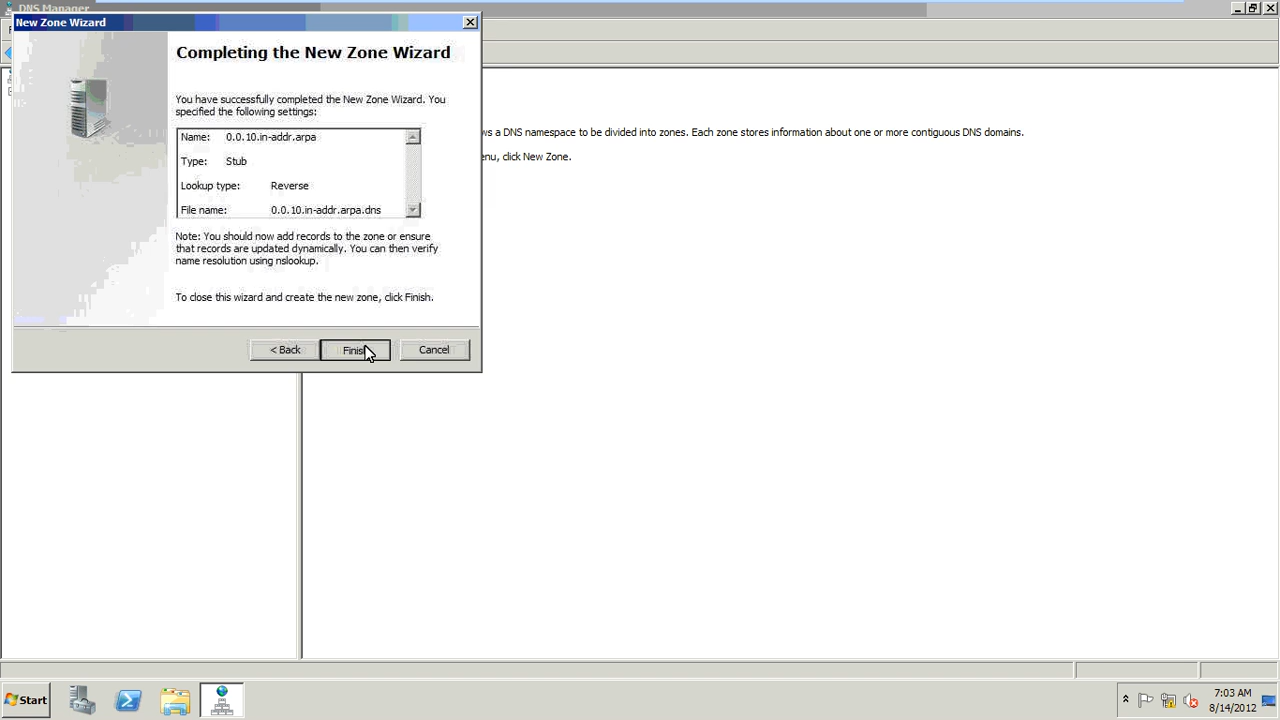 DNS Manager
New Zone Wizard
Completing the New Zone Wizard
You have successfully completed the New Zone Wizard. You
specified the following settings:
Name: 0.0.10.in-addr.arpa
Type: Stub
Lookup type: Reverse
File name: 0.0.10.in-addr.arpa.dns
Note: You should now add records to the zone or ensure
that records are updated dynamically. You can then verify
name resolution using nslookup.
To close this wizard and create the new zone, click Finish.
< Back
Finis
Cancel
ws a DNS namespace to be divided into zones. Each zone stores information about one or more contiguous DNS domains.
enu, click New Zone.
Start
7:03 AM
8/14/2012